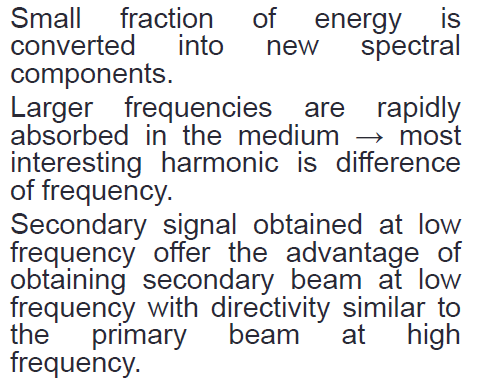 Small fraction of energy is
converted into new spectral
components.
Larger frequencies are rapidly
absorbed in the medium → most
interesting harmonic is difference
of frequency.
Secondary signal obtained at low
frequency offer the advantage of
obtaining secondary beam at low
frequency with directivity similar to
the primary beam at high
frequency.